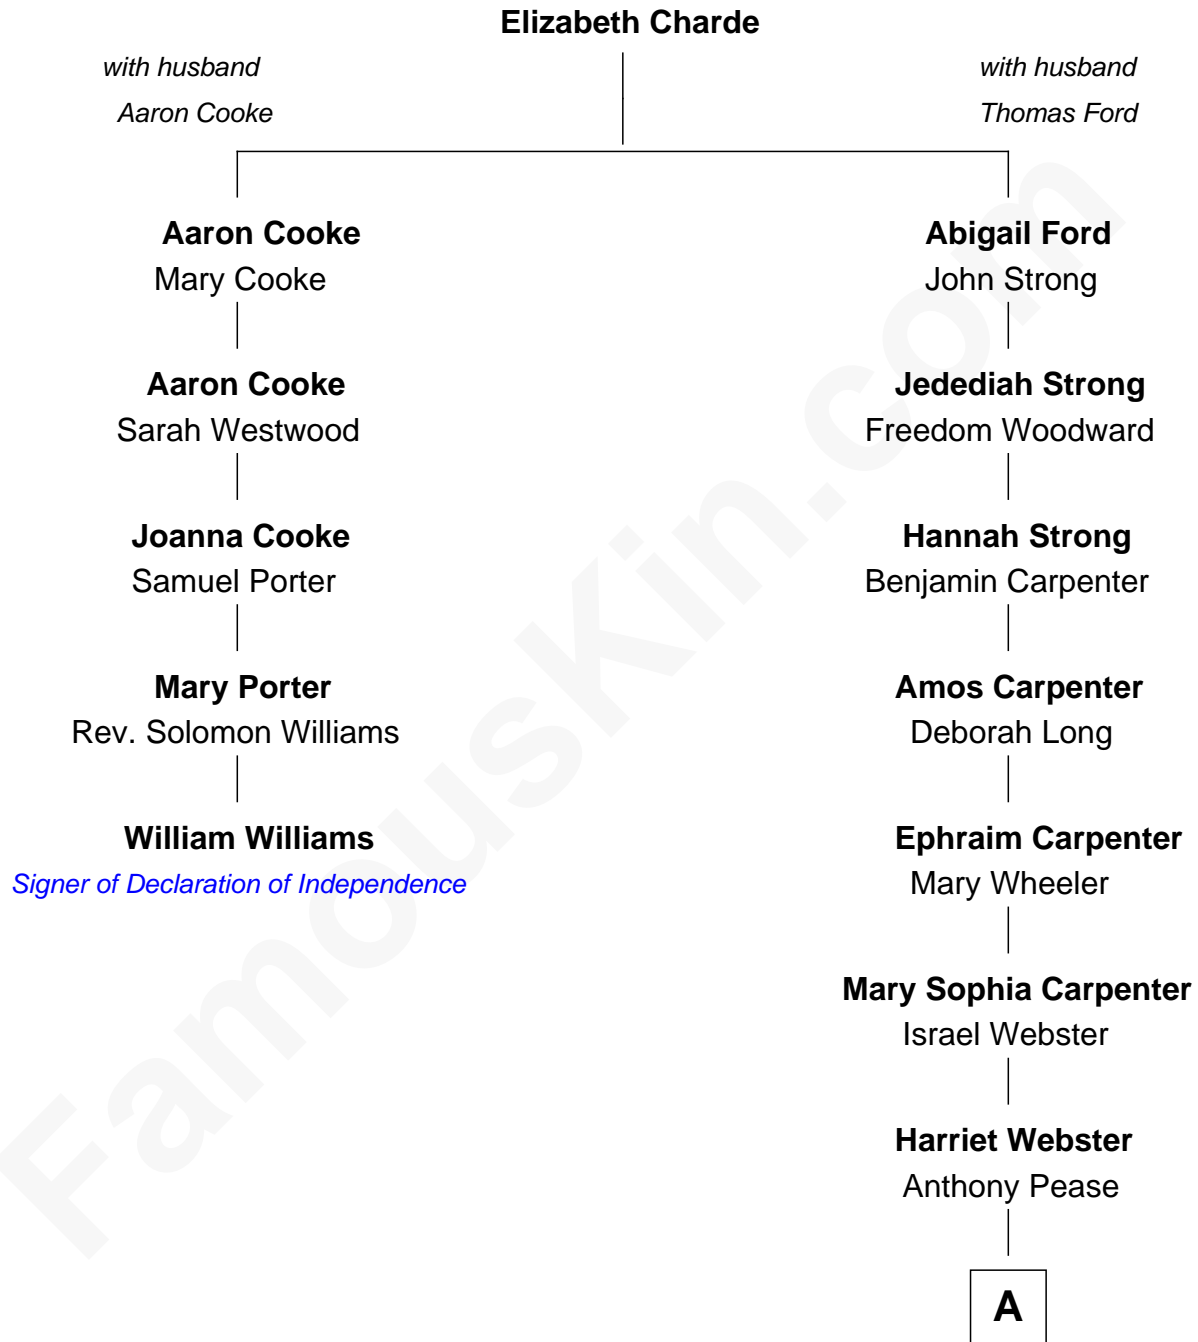 Elizabeth Charde
with husband
Aaron Cooke
with husband
Thomas Ford
Aaron Cooke
Mary Cooke
Abigail Ford
John Strong
Aaron Cooke
Sarah Westwood
Jedediah Strong
Freedom Woodward
Joanna Cooke
Samuel Porter
Hannah Strong
Benjamin Carpenter
Mary Porter
Rev. Solomon Williams
Amos Carpenter
Deborah Long
William Williams
Signer of Declaration of Independence
Ephraim Carpenter
Mary Wheeler
Mary Sophia Carpenter
Israel Webster
Harriet Webster
Anthony Pease
A
FamousKin.com